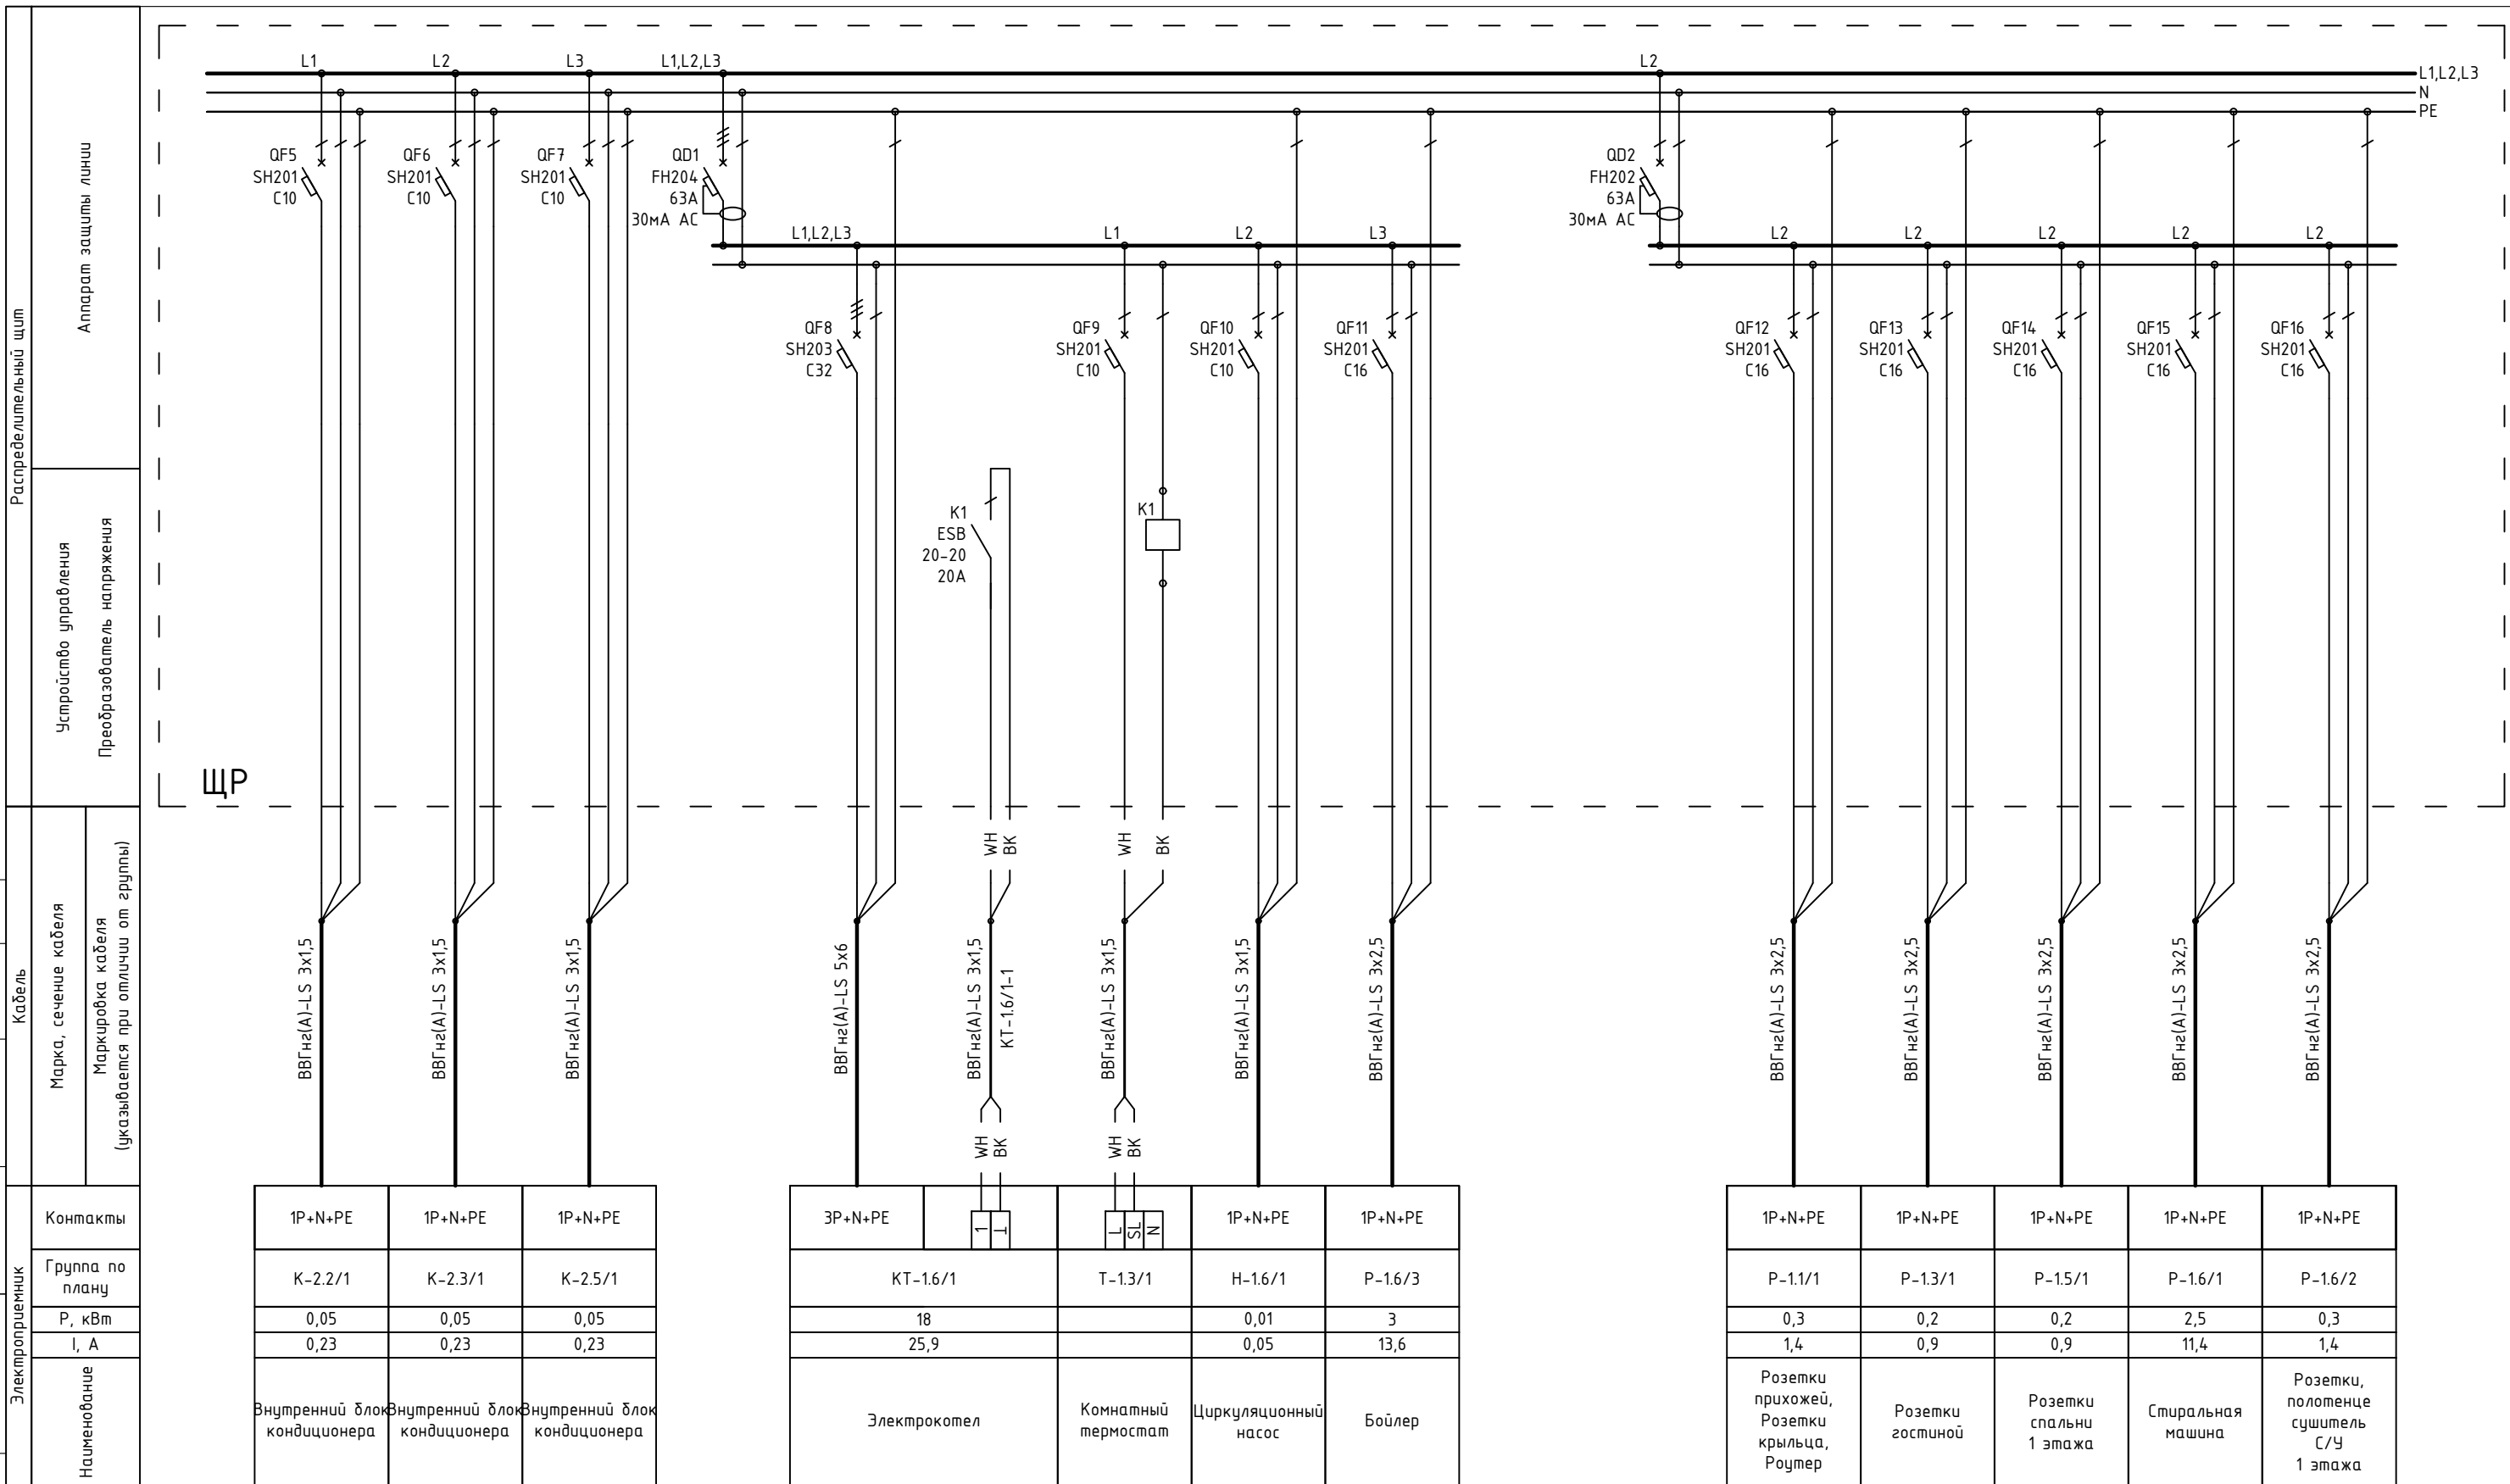 Распределительный щит
Аппарат защиты линии
Устройство управления
Преобразователь напряжения
L1
L2
L3
L1,L2,L3
L2
L1,L2,L3
N
PE
QF5
SH201
C10
QF6
SH201
C10
QF7
SH201
C10
QD1
FH204
63A
30мА АС
QD2
FH202
63A
30мА АС
L1,L2,L3
L1
L2
L3
L2
L2
L2
L2
L2
QF8
SH203
C32
QF9
SH201
C10
QF10
SH201
C10
QF11
SH201
C16
QF12
SH201
C16
QF13
SH201
C16
QF14
SH201
C16
QF15
SH201
C16
QF16
SH201
C16
K1
ESB
20-20
20A
K1
ЩР
Кабель
Марка, сечение кабеля
Маркировка кабеля
(указывается при отличии от группы)
WH
BK
WH
BK
ВВГнг(А)-LS 3х1,5
ВВГнг(А)-LS 3х1,5
ВВГнг(А)-LS 3х1,5
ВВГнг(А)-LS 5х6
ВВГнг(А)-LS 3х1,5
КТ-1.6/1-1
ВВГнг(А)-LS 3х1,5
ВВГнг(А)-LS 3х1,5
ВВГнг(А)-LS 3х2,5
ВВГнг(А)-LS 3х2,5
ВВГнг(А)-LS 3х2,5
ВВГнг(А)-LS 3х2,5
ВВГнг(А)-LS 3х2,5
ВВГнг(А)-LS 3х2,5
WH
BK
WH
BK
Электроприемник
Контакты
1P+N+PE
1P+N+PE
1P+N+PE
3P+N+PE
1
L
SL
N
1P+N+PE
1P+N+PE
1P+N+PE
1P+N+PE
1P+N+PE
1P+N+PE
1P+N+PE
Группа по
плану
К-2.2/1
К-2.3/1
К-2.5/1
КТ-1.6/1
Т-1.3/1
Н-1.6/1
Р-1.6/3
Р-1.1/1
Р-1.3/1
Р-1.5/1
Р-1.6/1
Р-1.6/2
Р, кВт
0,05
0,05
0,05
18
0,01
3
0,3
0,2
0,2
2,5
0,3
I, А
0,23
0,23
0,23
25,9
0,05
13,6
1,4
0,9
0,9
11,4
1,4
Наименование
Внутренний блок
кондиционера
Внутренний блок
кондиционера
Внутренний блок
кондиционера
Электрокотел
Комнатный
термостат
Циркуляционный
насос
Бойлер
Розетки
прихожей,
Розетки
крыльца,
Роутер
Розетки
гостиной
Розетки
спальни
1 этажа
Стиральная
машина
Розетки,
полотенце
сушитель
С/У
1 этажа